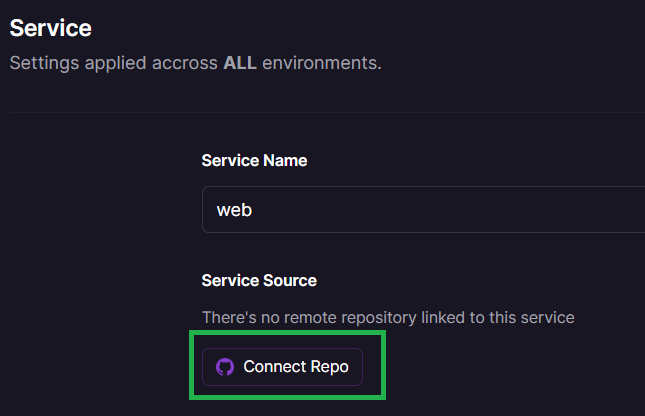 Service
Settings applied accross ALL environments.
Service Name
web
Service Source
There's no remote repository linked to this service
Connect Repo